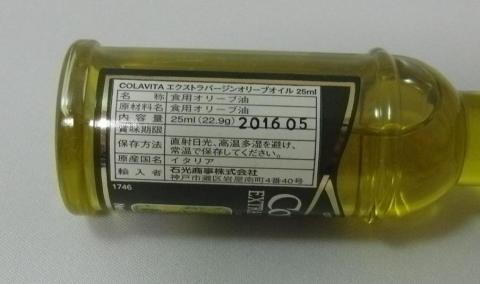 COLAVITA エクストラバージンオリーブオイル 25ml
名 称 食用オリーブ油
原材料名 食用オリーブ油
内 容 量 25ml(22.9g)
賞味期限 2016 05
保存方法 直射日光、高温多湿を避け、
常温で保存してください。
原産国名 イタリア
輸 入 者 石光商事株式会社
神戸市灘区岩屋南町4番40号
1746
EXTRA